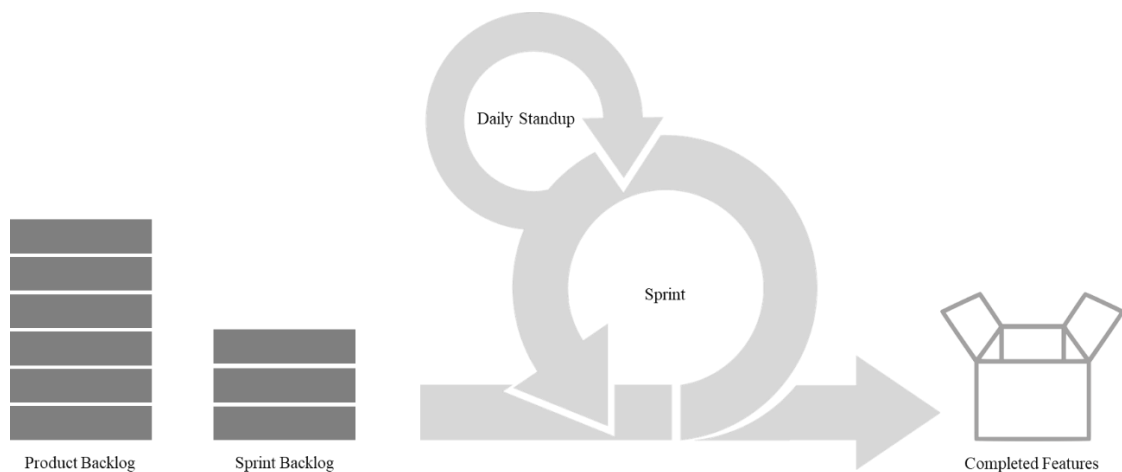 Daily Standup
Sprint
Product Backlog
Sprint Backlog
Completed Features